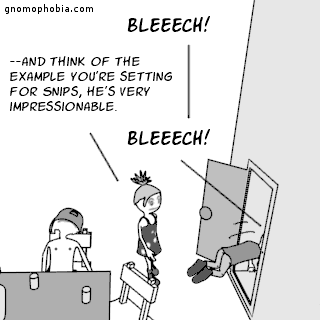 gnomophobia.com
BLEEECH!
--AND THINK OF THE
EXAMPLE YOU'RE SETTING
FOR SNIPS, HE'S VERY
IMPRESSIONABLE.
BLEEECH!